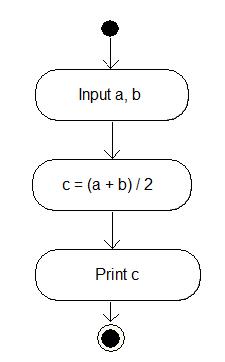 Input a, b
c = (a + b) / 2
Print c